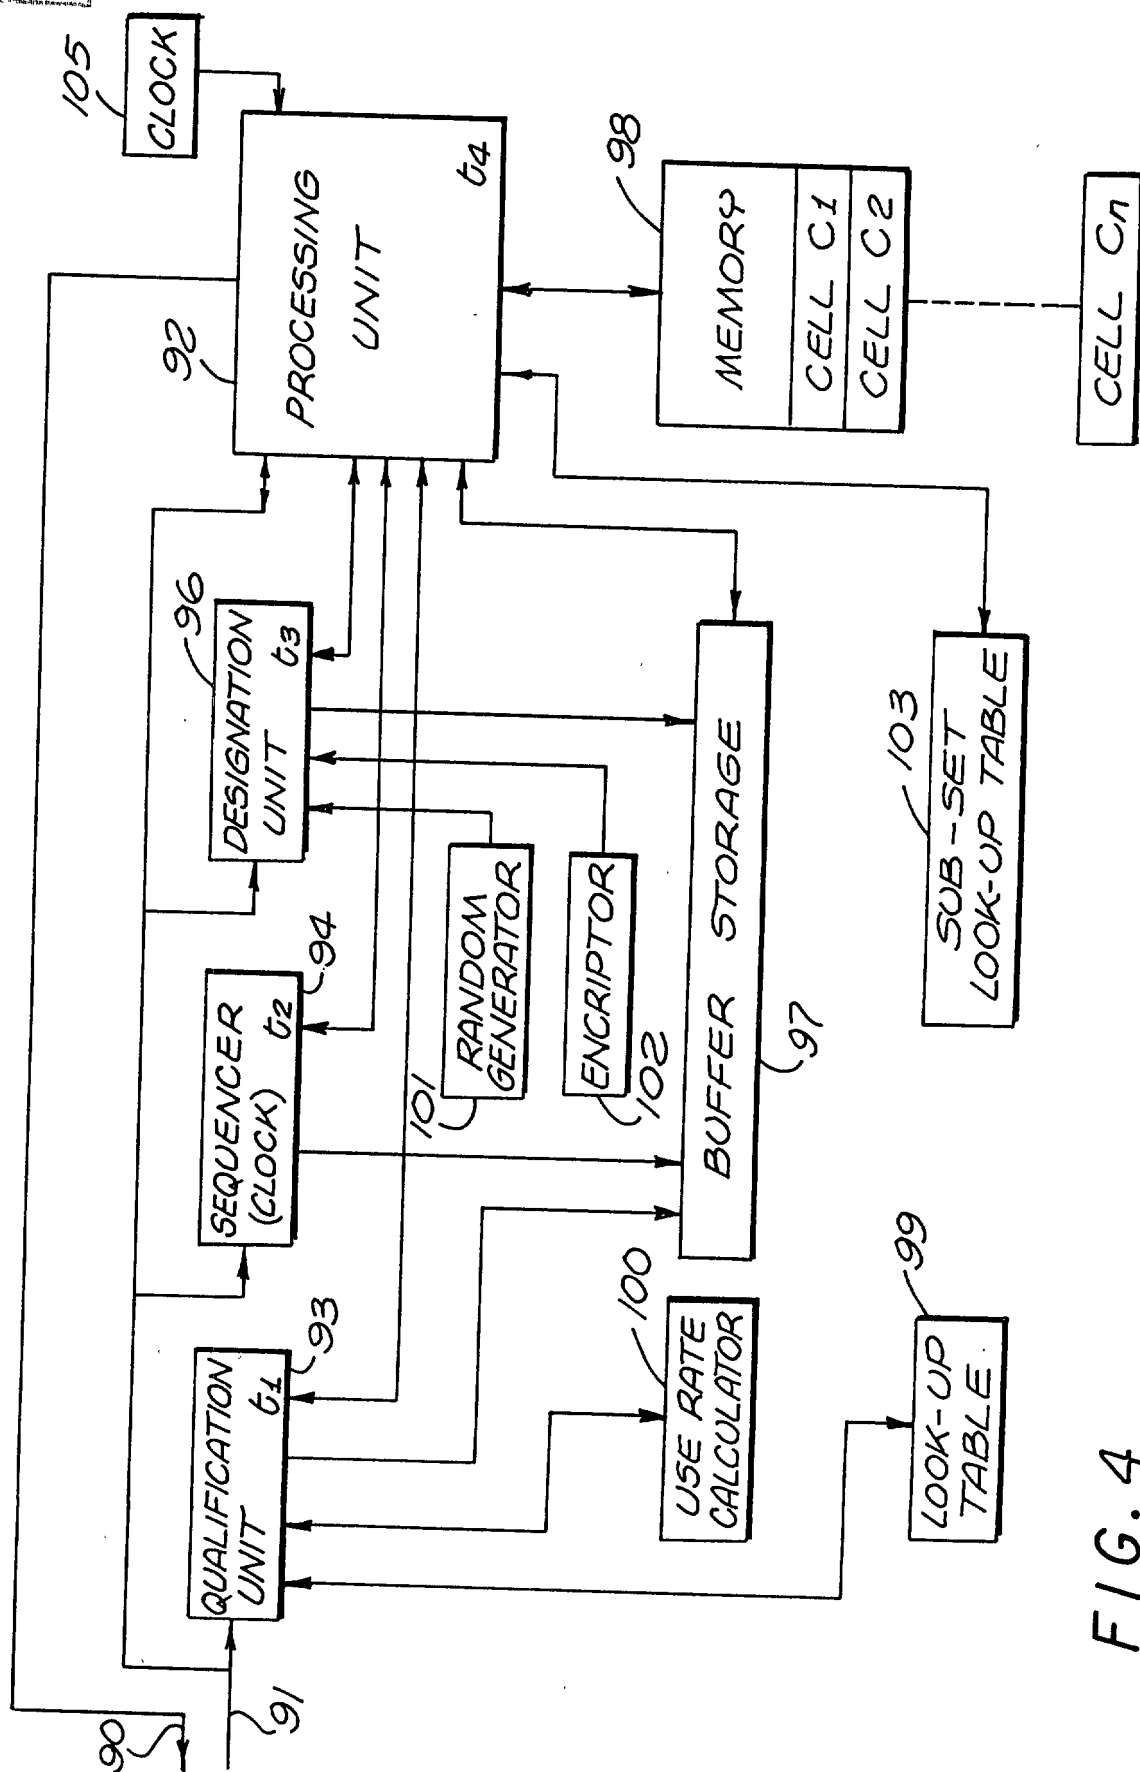 90
91
QUALIFICATION
UNIT
t1
93
SEQUENCER
(CLOCK)
t2
94
DESIGNATION
UNIT
t3
96
92
PROCESSING
UNIT
t4
105
CLOCK
101
RANDOM
GENERATOR
ENCRIPTOR
102
100
USE RATE
CALCULATOR
BUFFER STORAGE
97
98
MEMORY
CELL C1
CELL C2
CELL Cn
99
LOOK-UP
TABLE
103
SUB-SET
LOOK-UP TABLE
FIG. 4